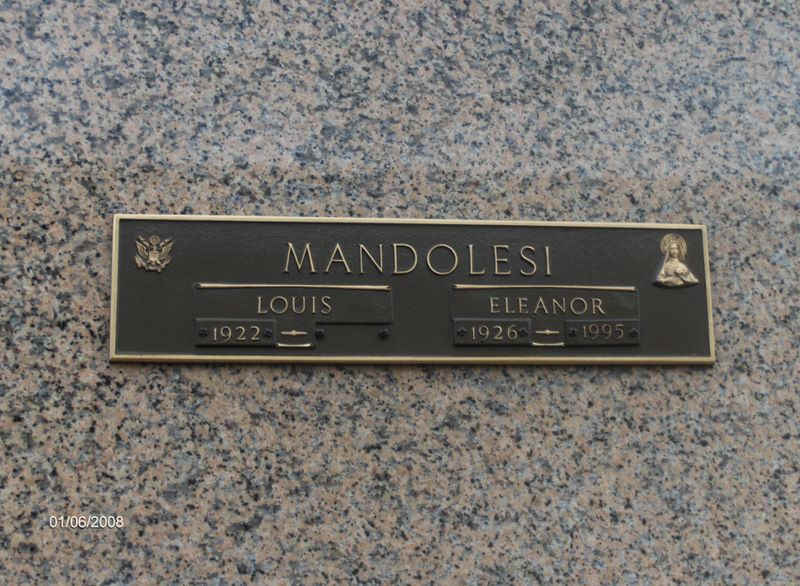 MANDOLESI
LOUIS
ELEANOR
1922
1926 1995
01/06/2008